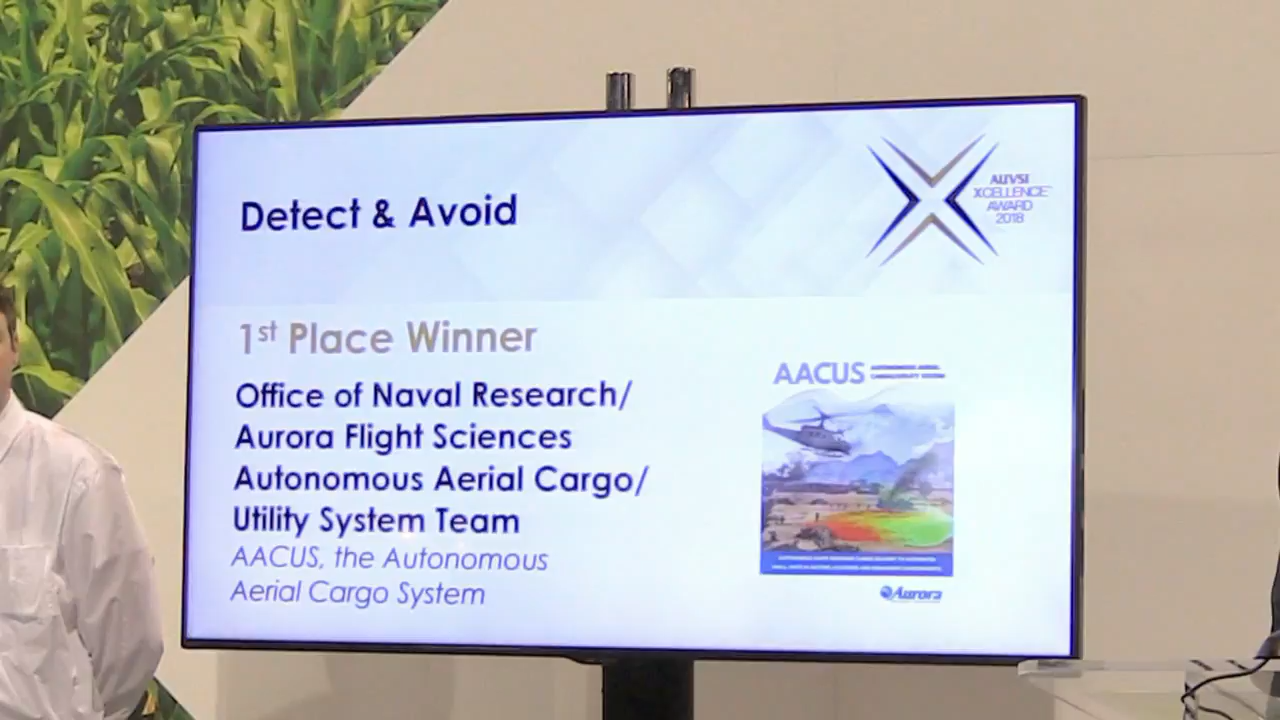 Detect & Avoid
AUVSI
XCELLENCE
AWARD
2018
1st Place Winner
Office of Naval Research/
Aurora Flight Sciences
Autonomous Aerial Cargo/
Utility System Team
AACUS, the Autonomous
Aerial Cargo System
AACUS
Aurora